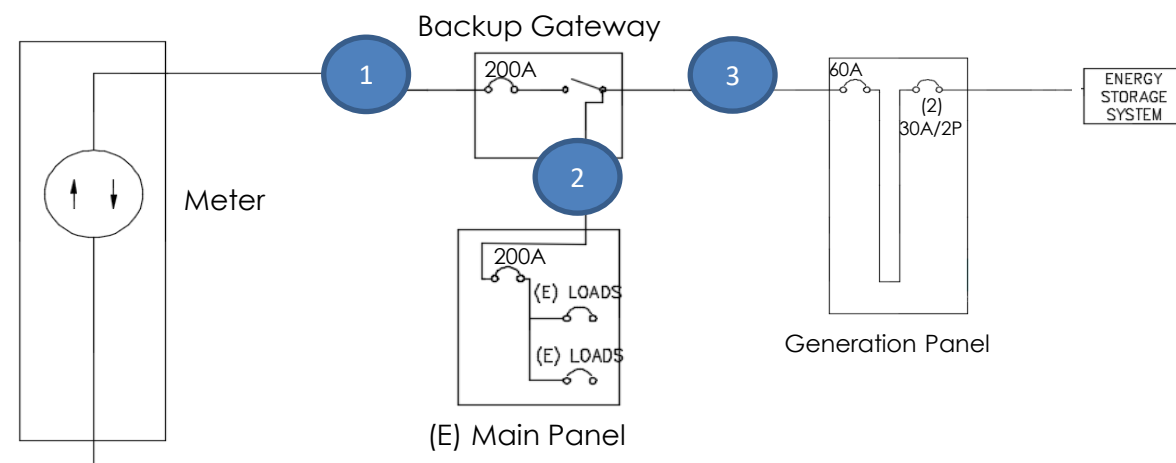 Backup Gateway
1
200A
3
60A
(2)
30A/2P
ENERGY
STORAGE
SYSTEM
Meter
2
200A
(E) LOADS
(E) LOADS
Generation Panel
(E) Main Panel